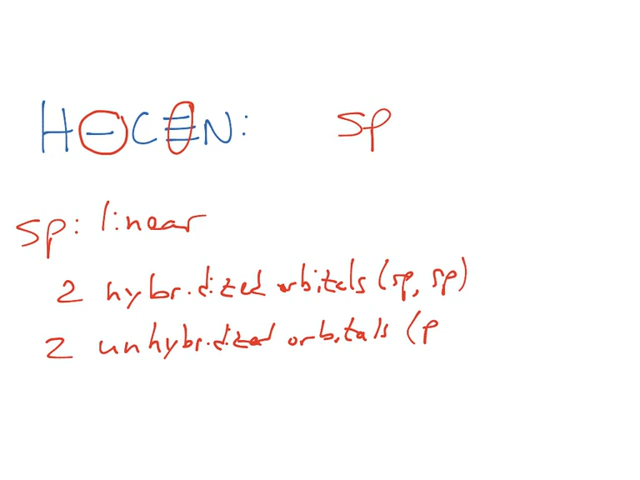 H–C≡N: sp
sp: linear
2 hybridized orbitals (sp, sp)
2 unhybridized orbitals (p